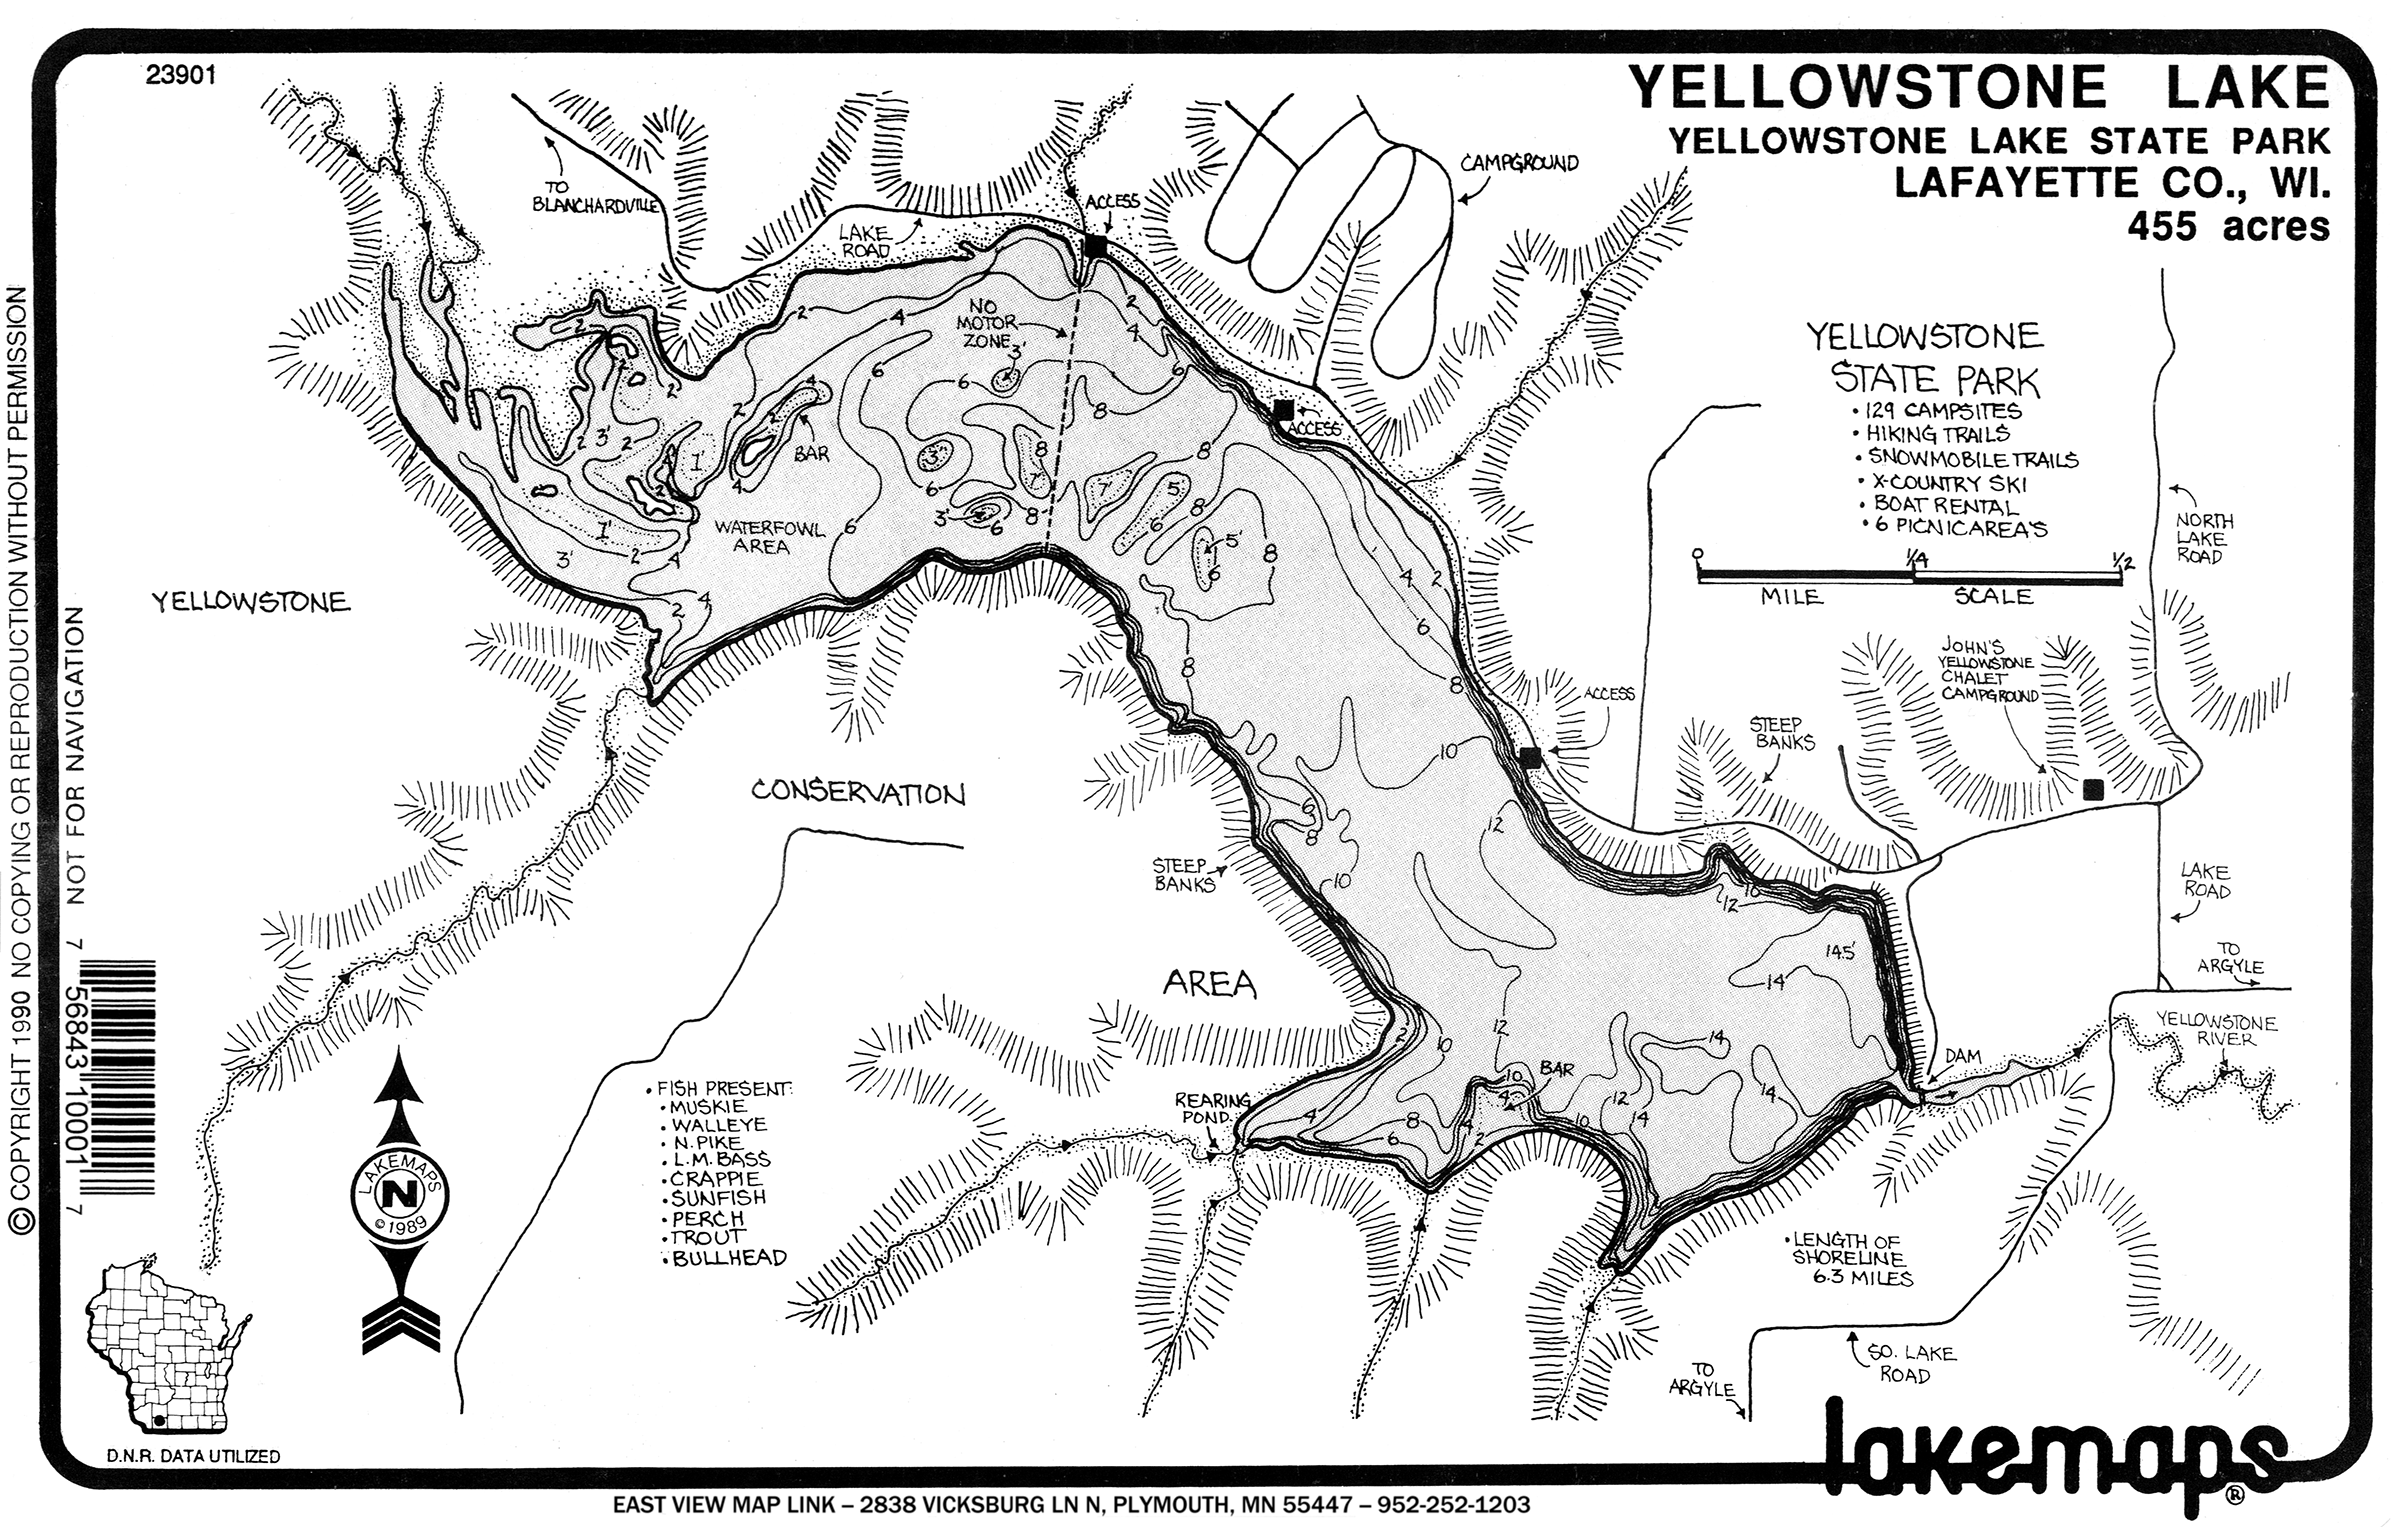 23901
YELLOWSTONE LAKE
YELLOWSTONE LAKE STATE PARK
LAFAYETTE CO., WI.
455 acres
TO
BLANCHARDVILLE
LAKE
ROAD
ACCESS
CAMPGROUND
NO
MOTOR
ZONE
3'
2
4
2
4
6
6
6
8
2
2
2
2
3'
2
1'
2
2
4
BAR
4
3'
6
8
7'
3'
6
8
7'
5'
6
8
8
5'
6
8
ACCESS
WATERFOWL
AREA
6
1'
2
3'
4
2
4
4
2
6
8
8
YELLOWSTONE
STATE PARK
• 129 CAMPSITES
• HIKING TRAILS
• SNOWMOBILE TRAILS
• X-COUNTRY SKI
• BOAT RENTAL
• 6 PICNIC AREA'S
0 1/4 1/2
MILE SCALE
NORTH
LAKE
ROAD
JOHN'S
YELLOWSTONE
CHALET
CAMPGROUND
STEEP
BANKS
ACCESS
YELLOWSTONE
CONSERVATION
AREA
STEEP
BANKS
10
6
8
10
12
12
10
14.5'
14
12
14
2
10
10
4
BAR
12
14
14
10
4
8
6
4
2
LAKE
ROAD
TO
ARGYLE
YELLOWSTONE
RIVER
DAM
REARING
POND
• FISH PRESENT:
• MUSKIE
• WALLEYE
• N. PIKE
• L.M. BASS
• CRAPPIE
• SUNFISH
• PERCH
• TROUT
• BULLHEAD
• LENGTH OF
SHORELINE
6.3 MILES
SO. LAKE
ROAD
TO
ARGYLE
LAKEMAPS
N
©1989
© COPYRIGHT 1990 NO COPYING OR REPRODUCTION WITHOUT PERMISSION
NOT FOR NAVIGATION
7 56843 10001 7
D.N.R. DATA UTILIZED
lakemaps®
EAST VIEW MAP LINK – 2838 VICKSBURG LN N, PLYMOUTH, MN 55447 – 952-252-1203